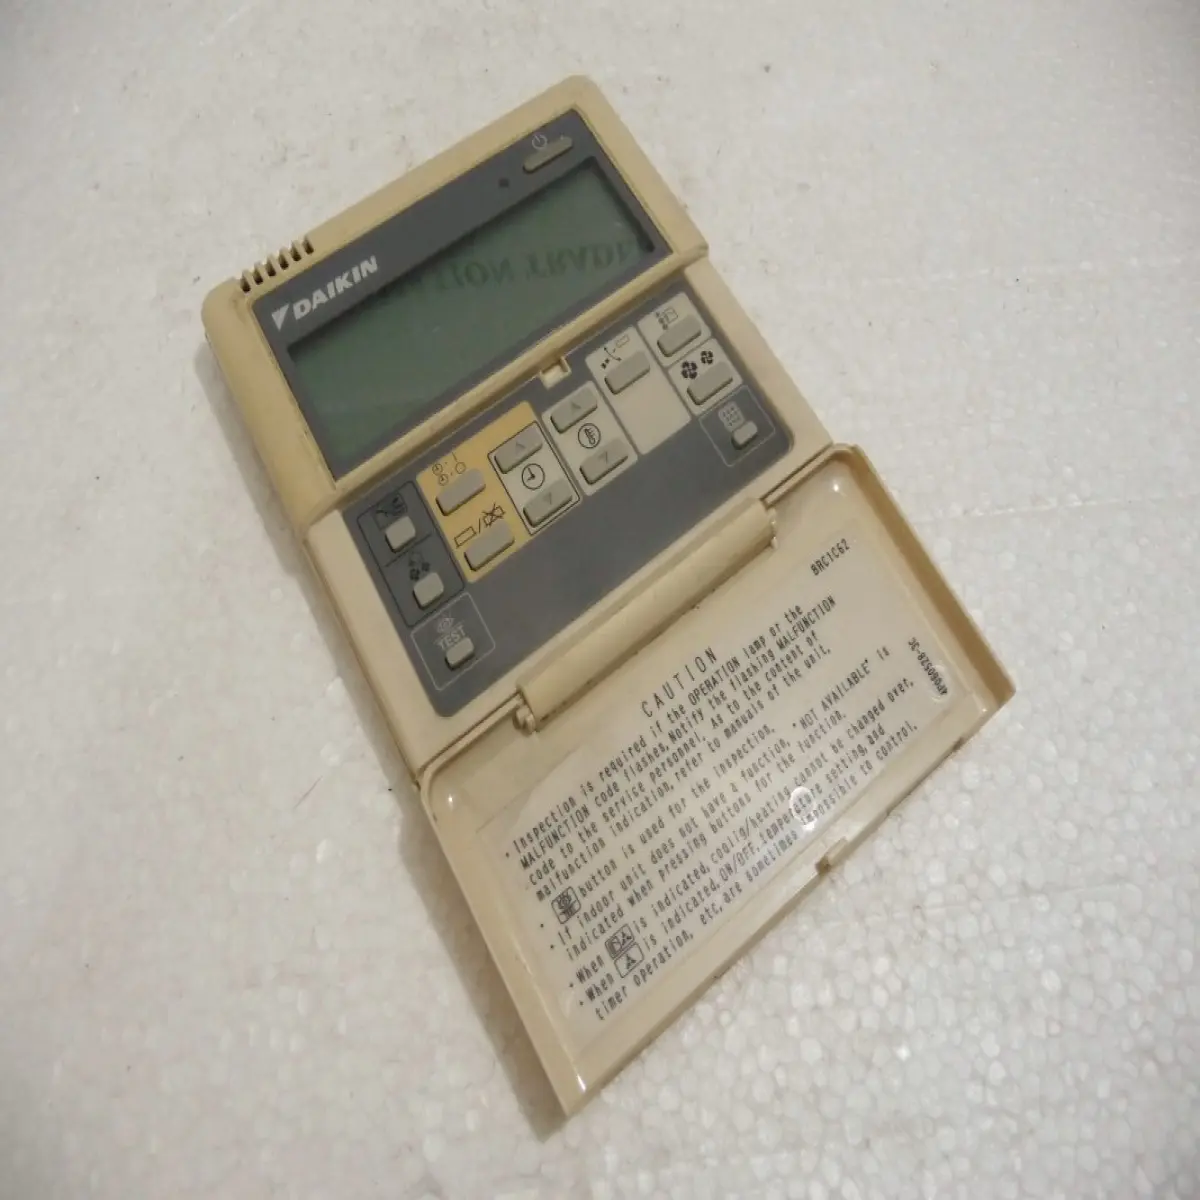 DAIKIN
TION TRADE
TEST
BRC1C62
CAUTION
· Inspection is required if the OPERATION lamp or the
MALFUNCTION code flashes. Notify the flashing MALFUNCTION
code to the service personnel. As to the content of
malfunction indication, refer to manuals of the unit.
· button is used for the inspection.
· If indoor unit does not have a function, "NOT AVAILABLE" is
indicated when pressing buttons for the function.
· When is indicated, coolig/heating cannot be changed over.
· When is indicated, ON/OFF, temperature setting, and
timer operation, etc, are sometimes impossible to control.